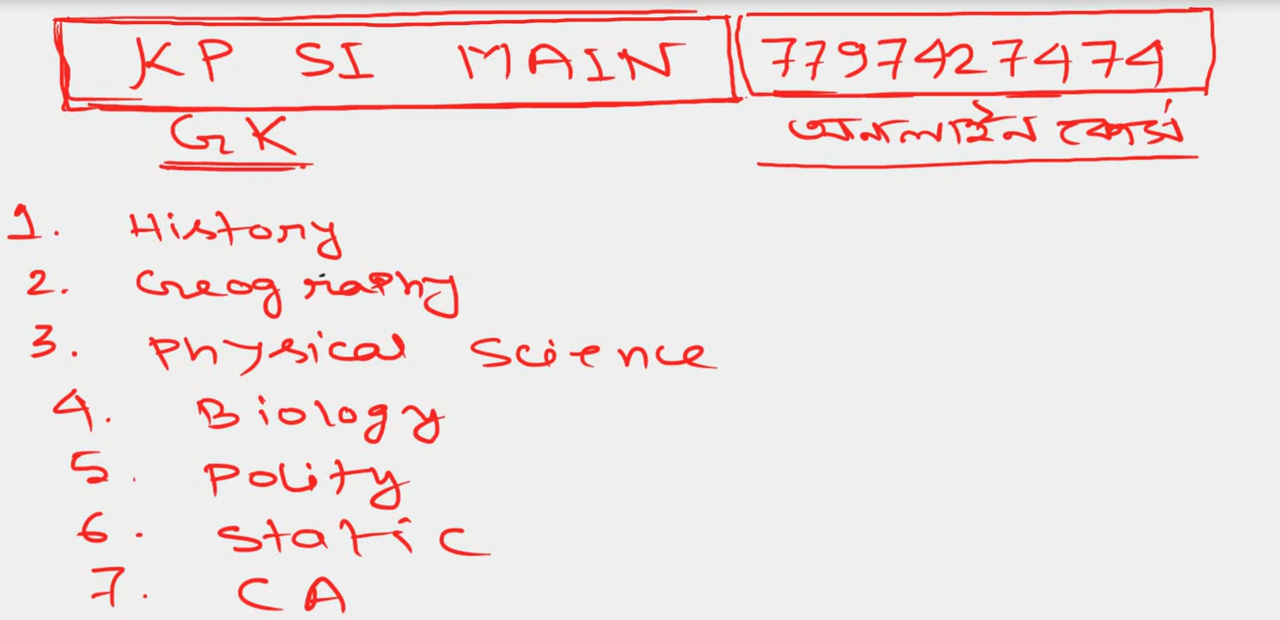 KP SI MAIN 7797427474
GK অনলাইন কোর্স
1. History
2. Geography
3. Physical Science
4. Biology
5. Polity
6. Static
7. CA